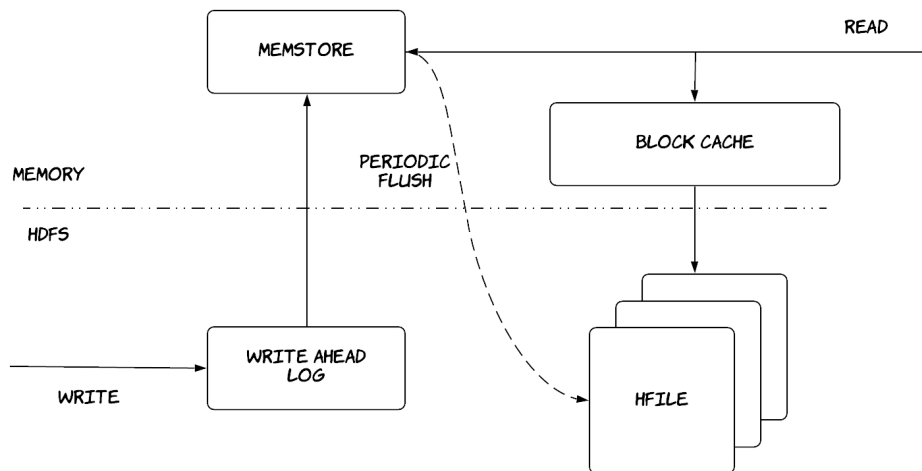 READ
MEMSTORE
BLOCK CACHE
PERIODIC
FLUSH
MEMORY
HDFS
WRITE AHEAD
LOG
WRITE
HFILE